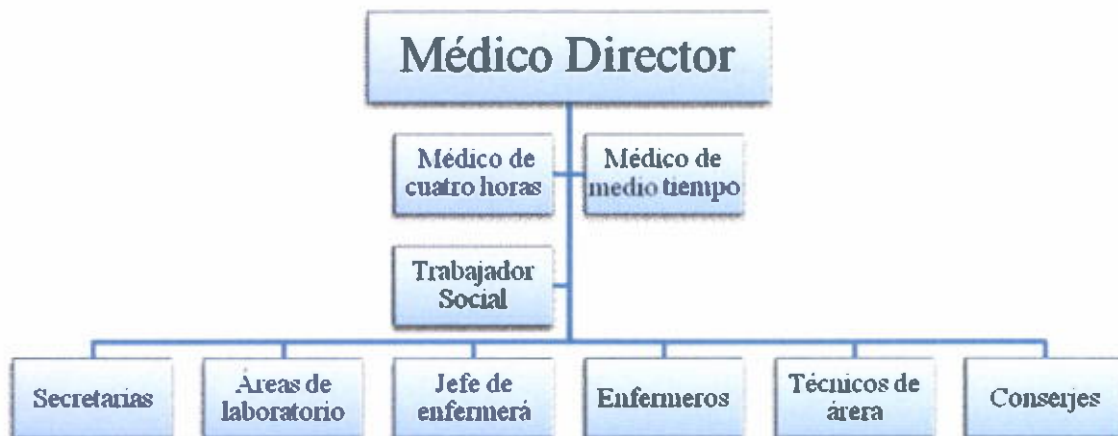 Médico Director
Médico de
cuatro horas
Médico de
medio tiempo
Trabajador
Social
Secretarias
Áreas de
laboratorio
Jefe de
enfermerá
Enfermeros
Técnicos de
árera
Conserjes